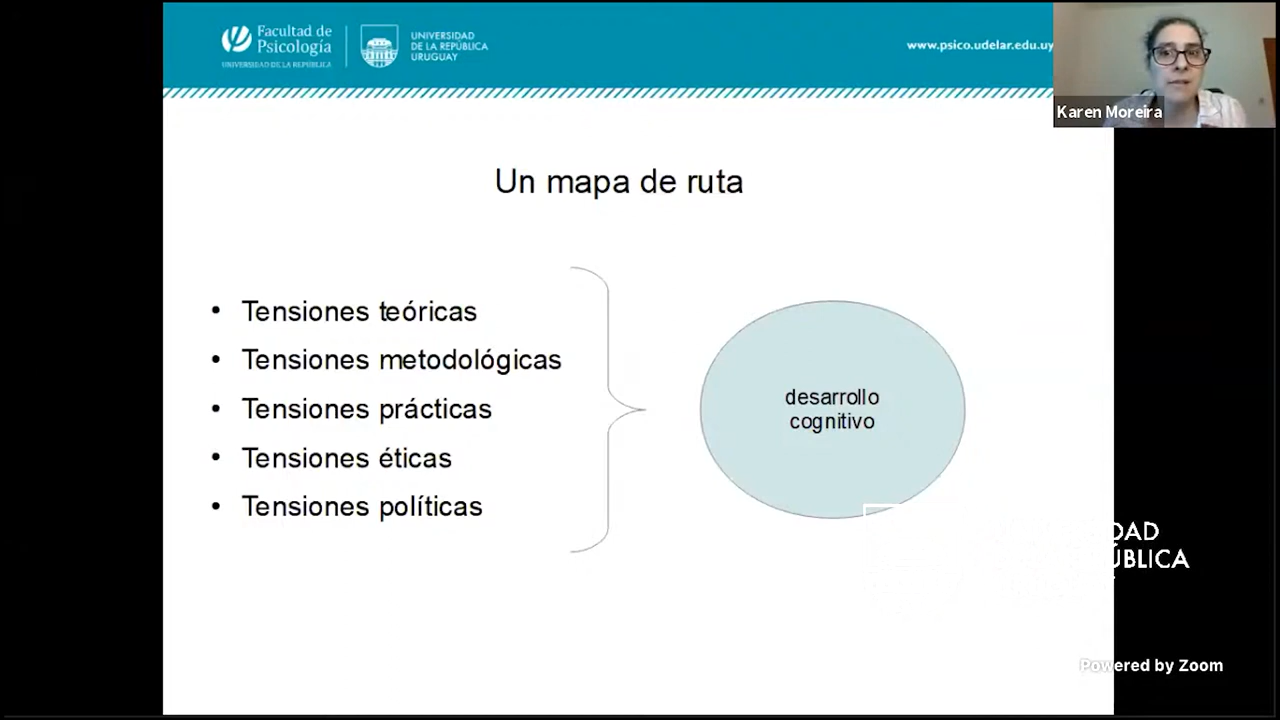 Facultad de
Psicología
UNIVERSIDAD DE LA REPÚBLICA
UNIVERSIDAD
DE LA REPÚBLICA
URUGUAY
www.psico.udelar.edu.uy
Karen Moreira
Un mapa de ruta
• Tensiones teóricas
• Tensiones metodológicas
• Tensiones prácticas
• Tensiones éticas
• Tensiones políticas
desarrollo
cognitivo
DAD
ÚBLICA
Powered by Zoom